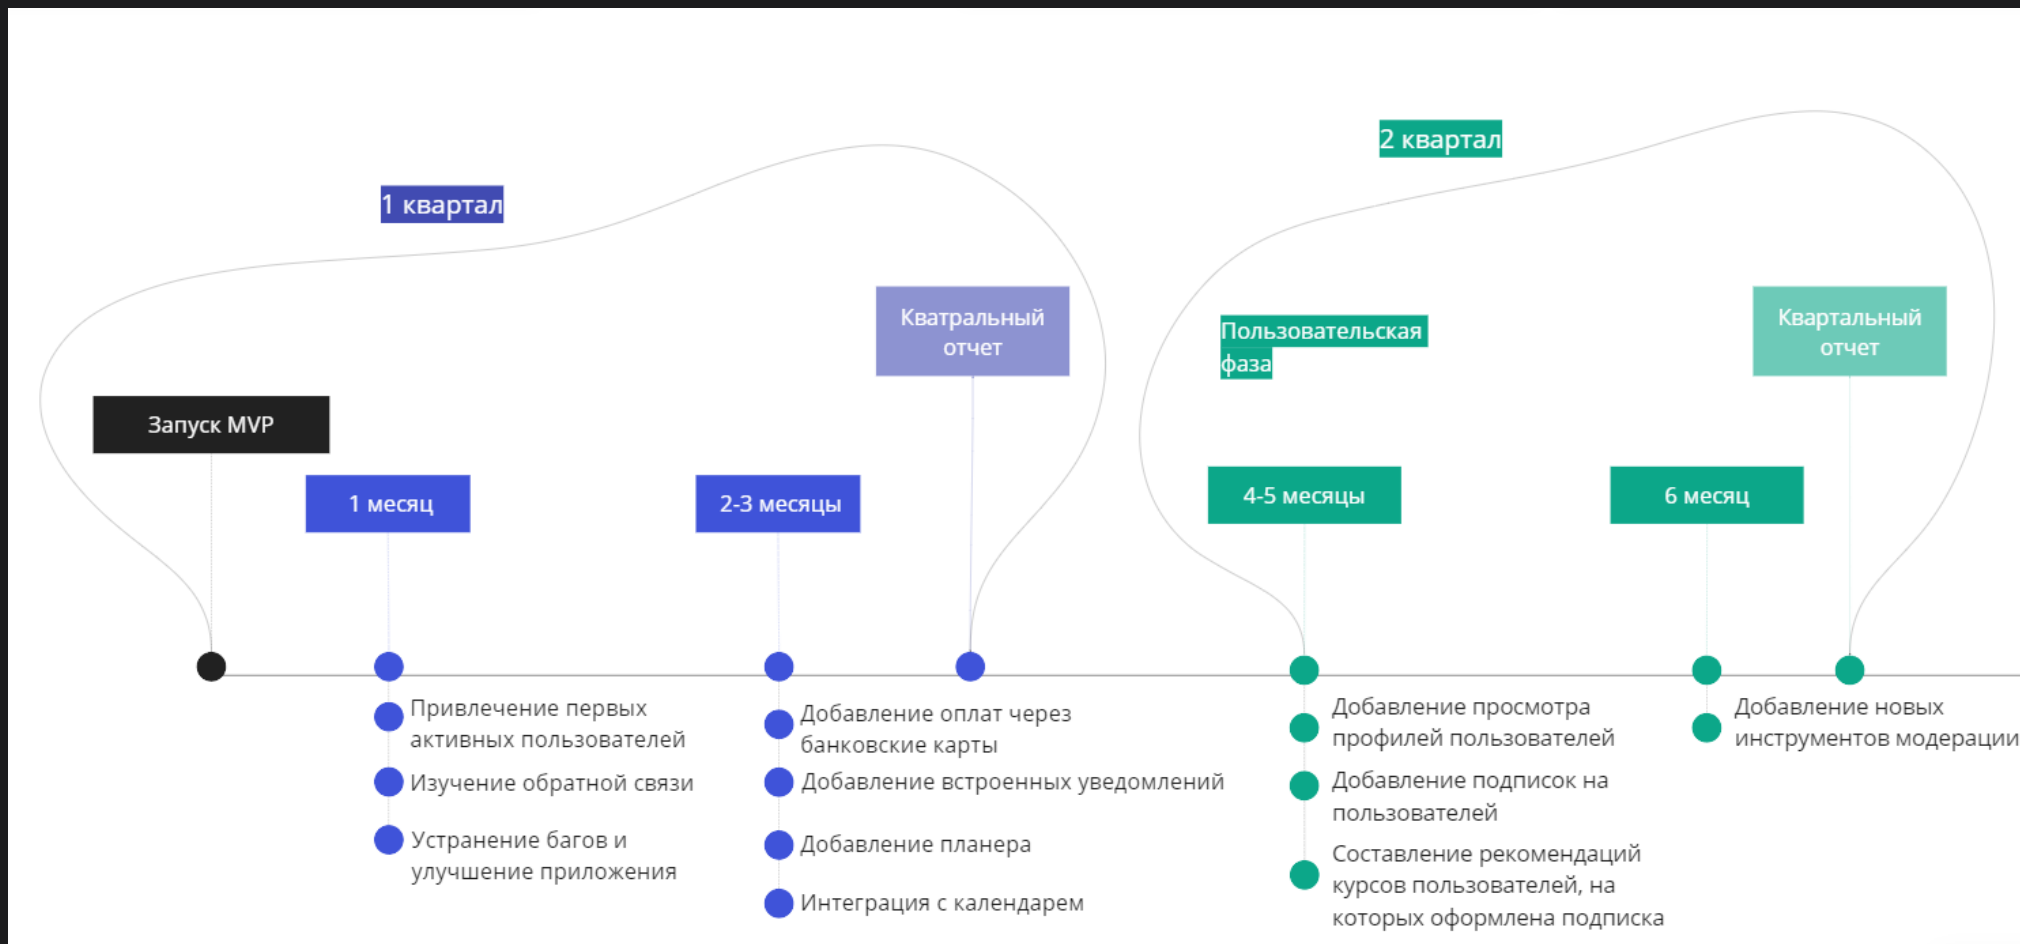 1 квартал
Запуск MVP
1 месяц
Привлечение первых
активных пользователей
Изучение обратной связи
Устранение багов и
улучшение приложения
2-3 месяцы
Добавление оплат через
банковские карты
Добавление встроенных уведомлений
Добавление планера
Интеграция с календарем
Кватральный
отчет
2 квартал
Пользовательская
фаза
4-5 месяцы
Добавление просмотра
профилей пользователей
Добавление подписок на
пользователей
Составление рекомендаций
курсов пользователей, на
которых оформлена подписка
6 месяц
Добавление новых
инструментов модерации
Квартальный
отчет